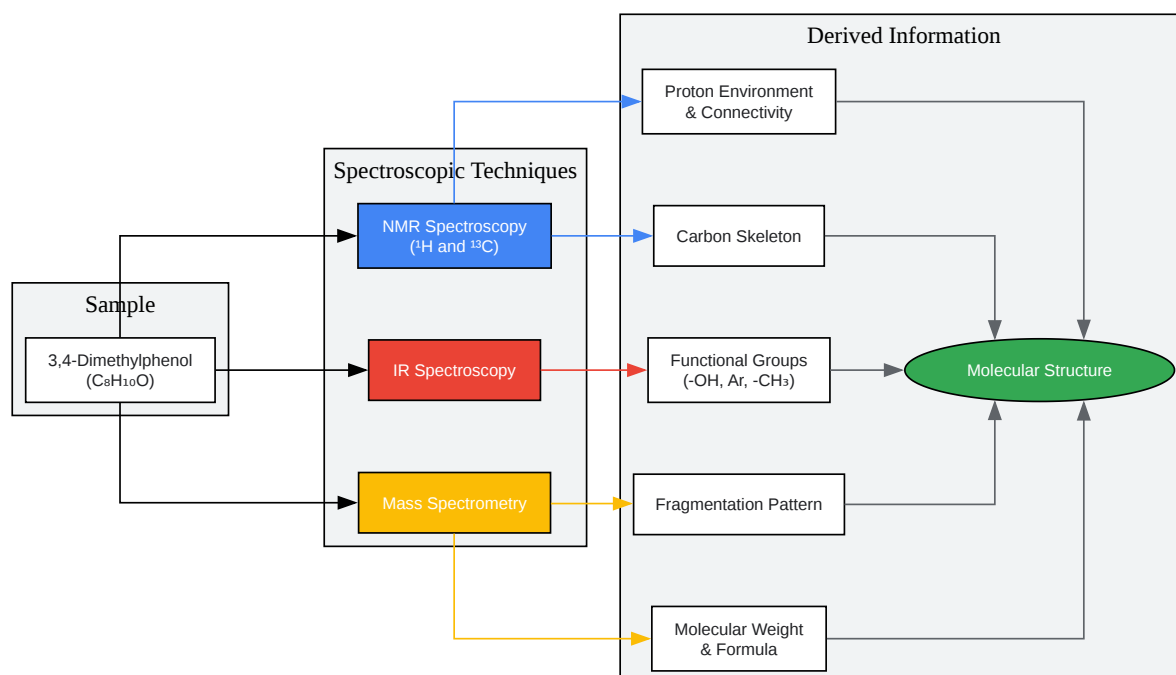 Derived Information
Proton Environment
& Connectivity
Spectroscopic Techniques
NMR Spectroscopy
(¹H and ¹³C)
Carbon Skeleton
Sample
3,4-Dimethylphenol
(C₈H₁₀O)
IR Spectroscopy
Functional Groups
(-OH, Ar, -CH₃)
Molecular Structure
Mass Spectrometry
Fragmentation Pattern
Molecular Weight
& Formula